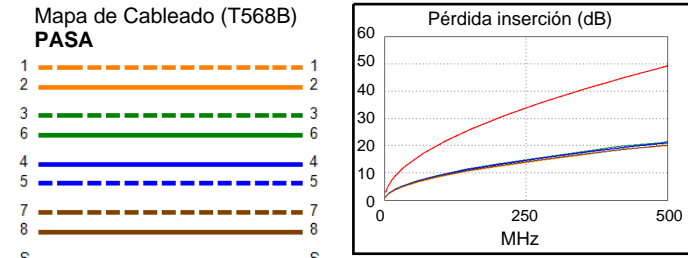 Mapa de Cableado (T568B)
PASA
1 1
2 2
3 3
6 6
4 4
5 5
7 7
8 8
S S
Pérdida inserción (dB)
60
50
40
30
20
10
0
0 250 500
MHz